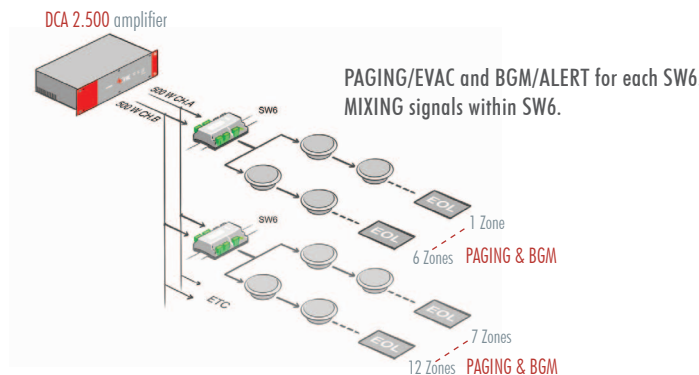 DCA 2.500 amplifier
PAGING/EVAC and BGM/ALERT for each SW6
MIXING signals within SW6.
500 W CH.A
500 W CH.B
SW6
EOL
1 Zone
EOL
6 Zones PAGING & BGM
SW6
ETC
EOL
7 Zones
EOL
12 Zones PAGING & BGM